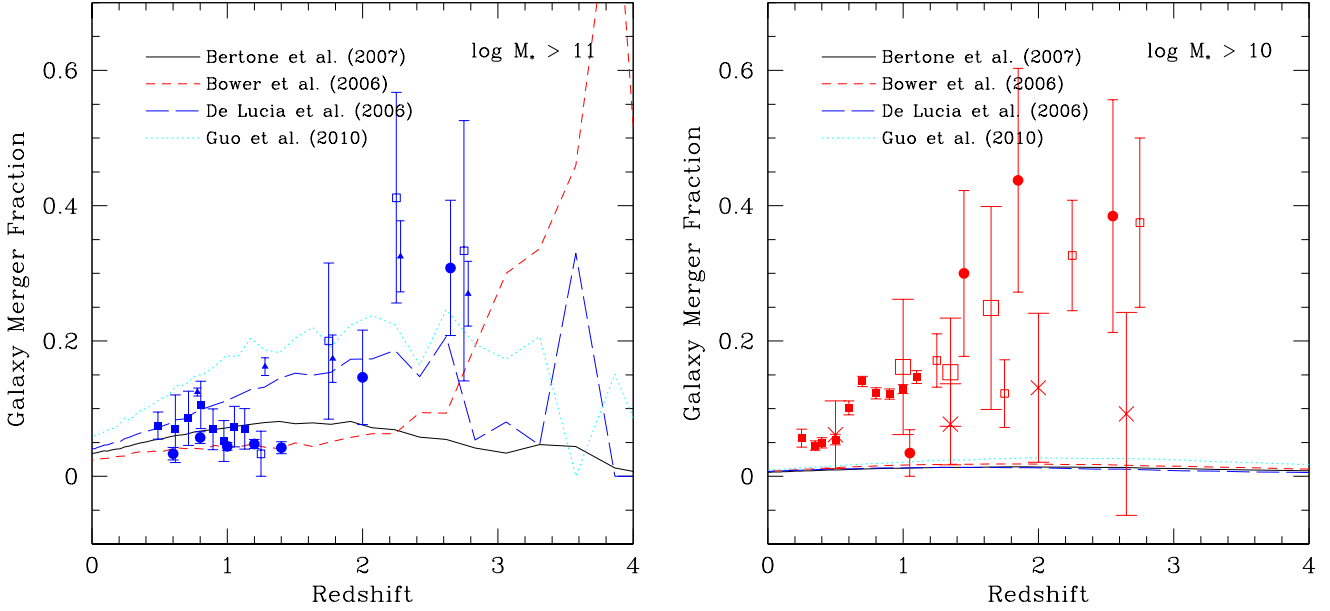 log M* > 11
Bertone et al. (2007)
Bower et al. (2006)
De Lucia et al. (2006)
Guo et al. (2010)
Galaxy Merger Fraction
0.6
0.4
0.2
0
0 1 2 3 4
Redshift
log M* > 10
Bertone et al. (2007)
Bower et al. (2006)
De Lucia et al. (2006)
Guo et al. (2010)
Galaxy Merger Fraction
0.6
0.4
0.2
0
0 1 2 3 4
Redshift